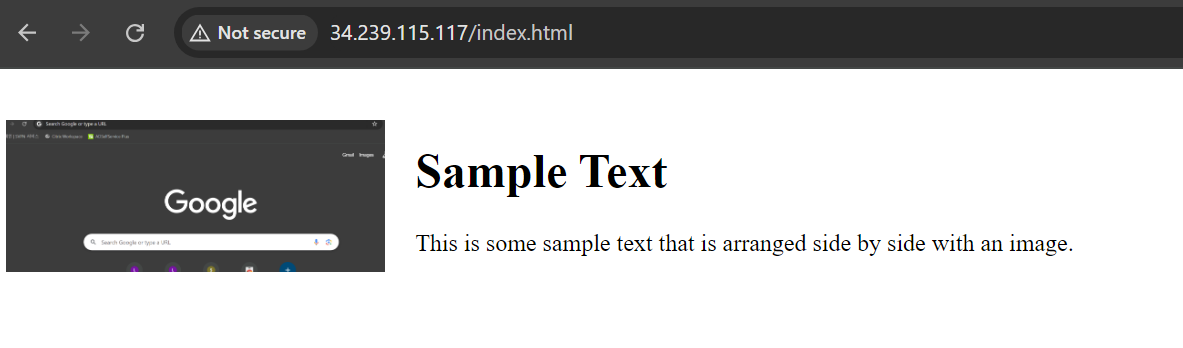 Not secure 34.239.115.117/index.html
Search Google or type a URL
Gmail Images
Google
Search Google or type a URL
Sample Text
This is some sample text that is arranged side by side with an image.